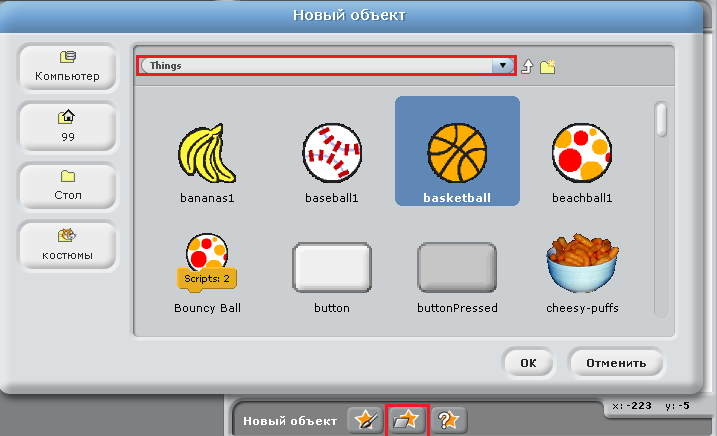 Новый объект
Things
Компьютер
99
Стол
костюмы
bananas1
baseball1
basketball
beachball1
Scripts: 2
Bouncy Ball
button
buttonPressed
cheesy-puffs
OK
Отменить
Новый объект
?
x: -223 y: -5